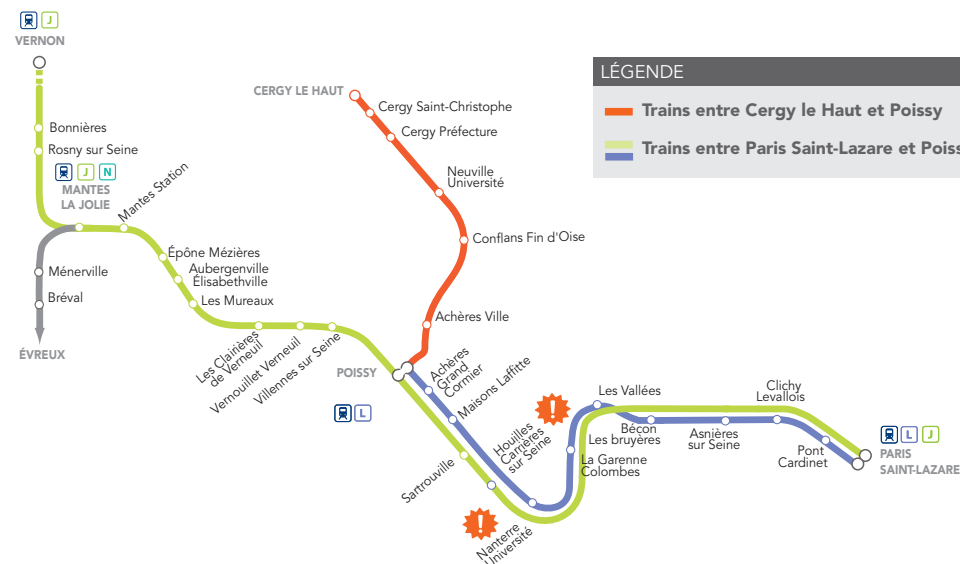 J
VERNON
CERGY LE HAUT
Cergy Saint-Christophe
Cergy Préfecture
LÉGENDE
Trains entre Cergy le Haut et Poissy
Trains entre Paris Saint-Lazare et Poiss
Bonnières
Rosny sur Seine
J N
MANTES
LA JOLIE
Mantes Station
Neuville
Université
Conflans Fin d'Oise
Épône Mézières
Aubergenville
Élisabethville
Les Mureaux
Ménerville
Bréval
ÉVREUX
Achères Ville
Les Clairières
de Verneuil
Vernouillet Verneuil
Villennes sur Seine
POISSY
L
Achères
Grand
Cormier
Maisons Laffitte
Sartrouville
Houilles
Carrières
sur Seine
!
!
Nanterre
Université
La Garenne
Colombes
Les Vallées
Bécon
Les bruyères
Asnières
sur Seine
Clichy
Levallois
Pont
Cardinet
L J
PARIS
SAINT-LAZARE